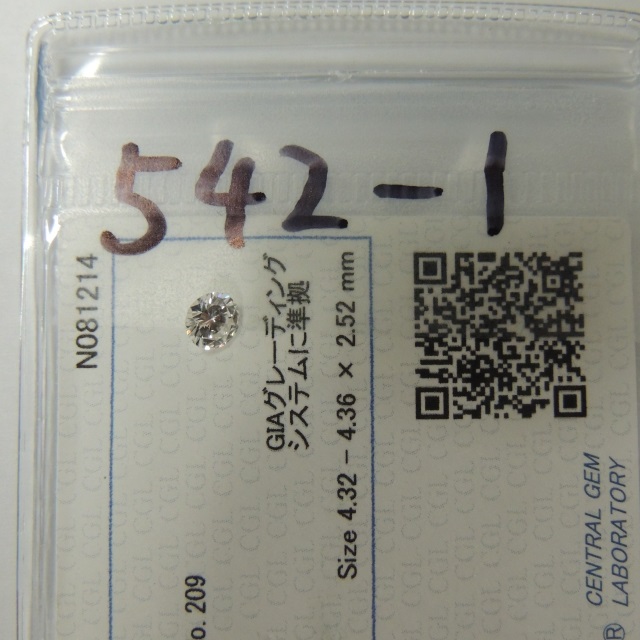 542-1
N081214
GIAグレーディング
システムに準拠
Size 4.32 – 4.36 × 2.52 mm
o. 209
CENTRAL GEM
LABORATORY
CGL